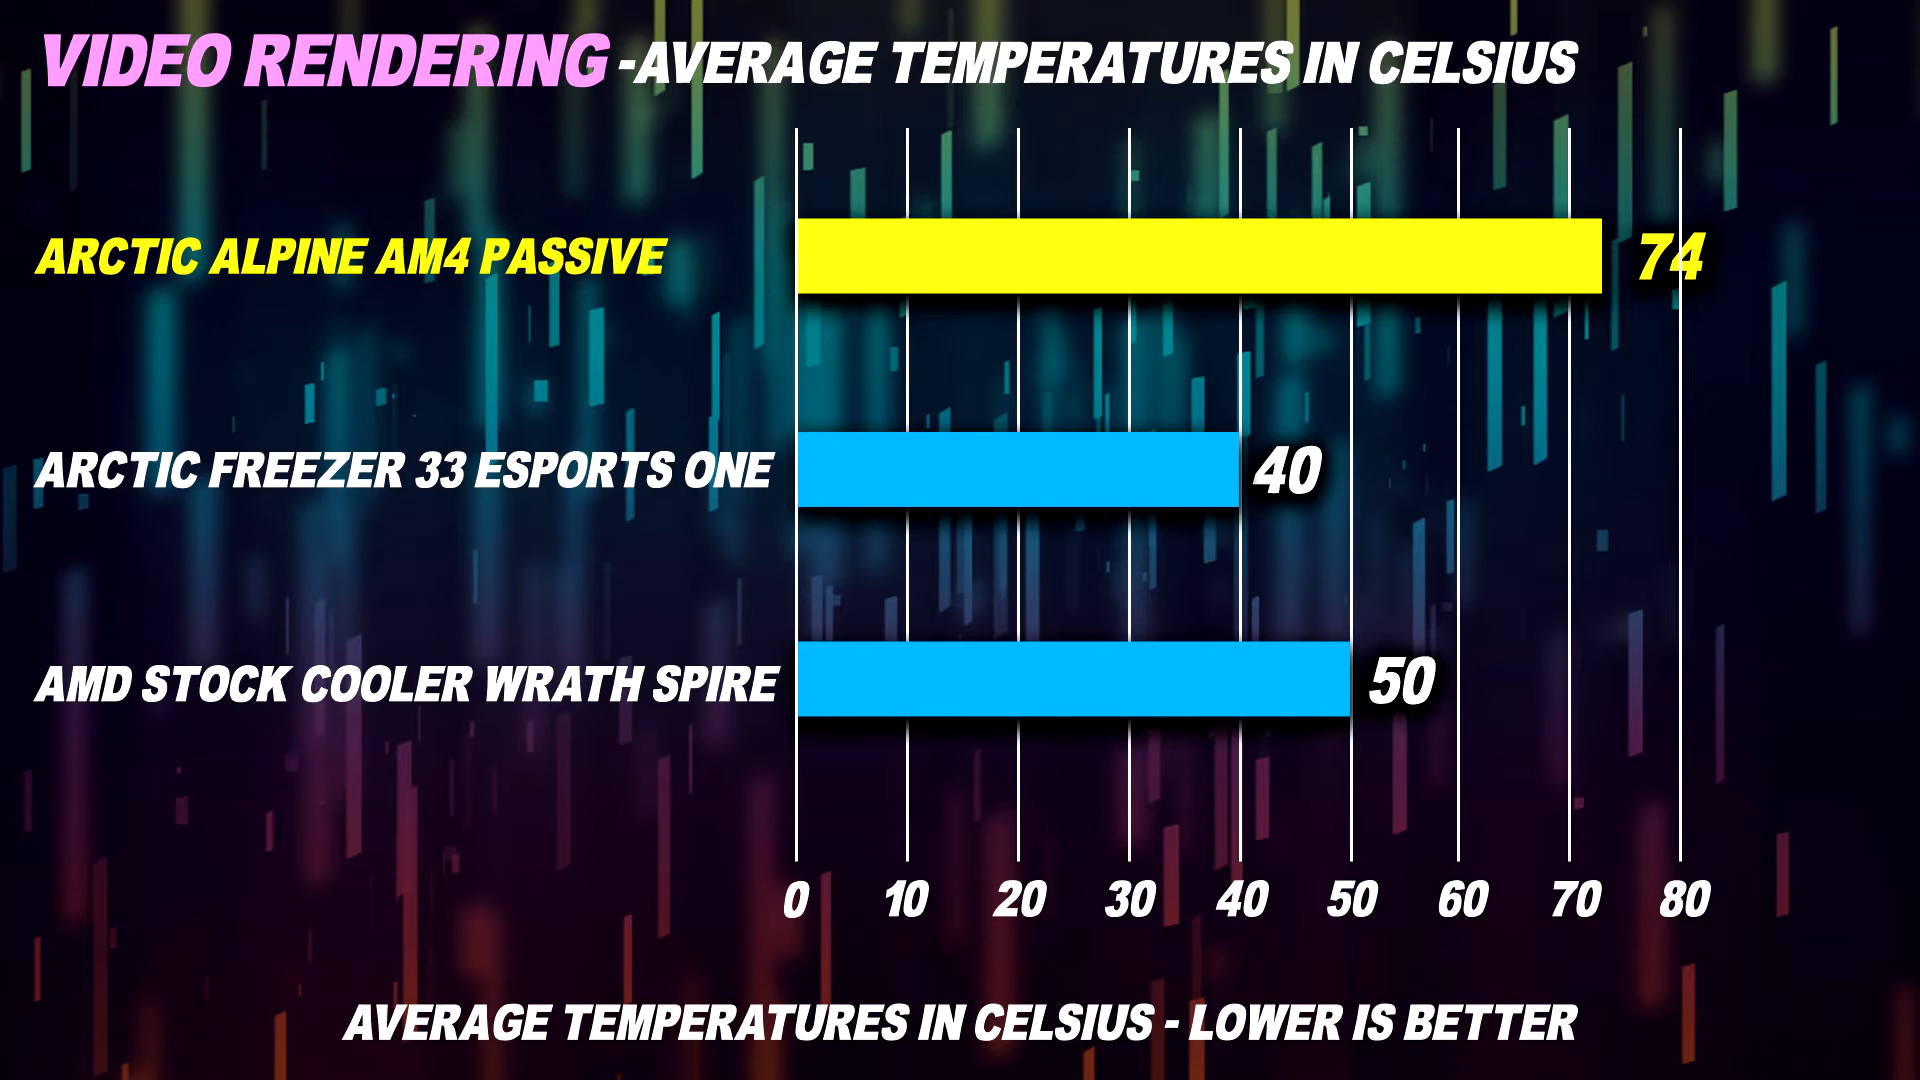 VIDEO RENDERING -AVERAGE TEMPERATURES IN CELSIUS
ARCTIC ALPINE AM4 PASSIVE 74
ARCTIC FREEZER 33 ESPORTS ONE 40
AMD STOCK COOLER WRATH SPIRE 50
0 10 20 30 40 50 60 70 80
AVERAGE TEMPERATURES IN CELSIUS - LOWER IS BETTER